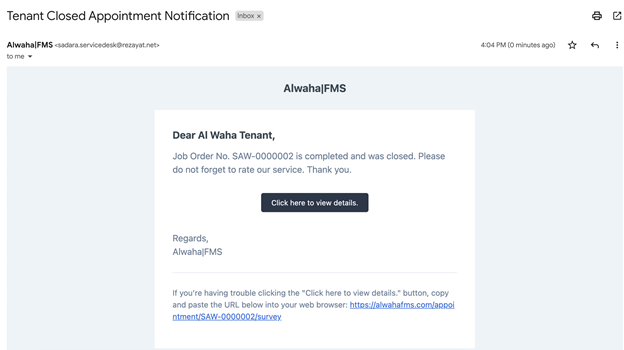 Tenant Closed Appointment Notification Inbox ×
Alwaha|FMS <sadara.servicedesk@rezayat.net> 4:04 PM (0 minutes ago)
to me
Alwaha|FMS
Dear Al Waha Tenant,
Job Order No. SAW-0000002 is completed and was closed. Please
do not forget to rate our service. Thank you.
Click here to view details.
Regards,
Alwaha|FMS
If you're having trouble clicking the "Click here to view details." button, copy
and paste the URL below into your web browser: https://alwahafms.com/appoi
ntment/SAW-0000002/survey